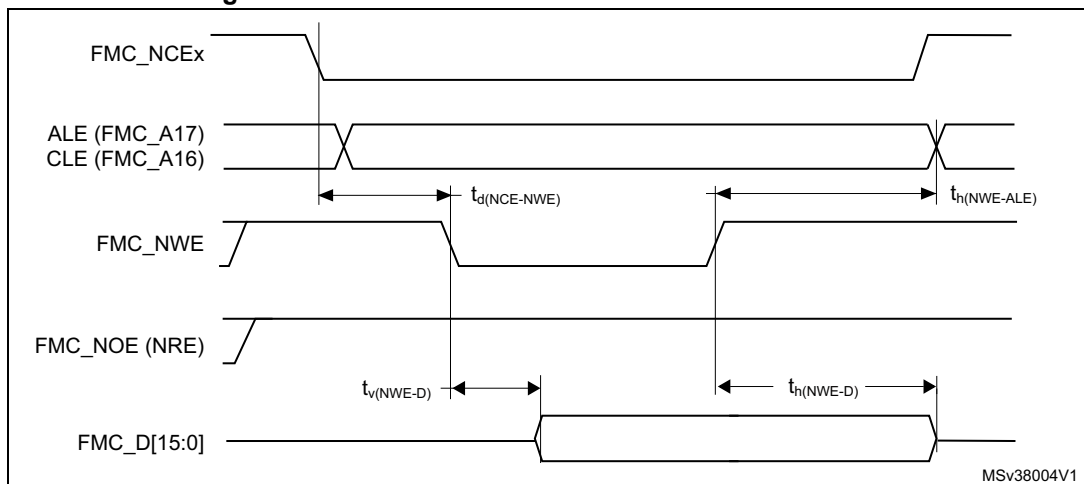 FMC_NCEx
ALE (FMC_A17)
CLE (FMC_A16)
td(NCE-NWE)
th(NWE-ALE)
FMC_NWE
FMC_NOE (NRE)
tv(NWE-D)
th(NWE-D)
FMC_D[15:0]
MSv38004V1